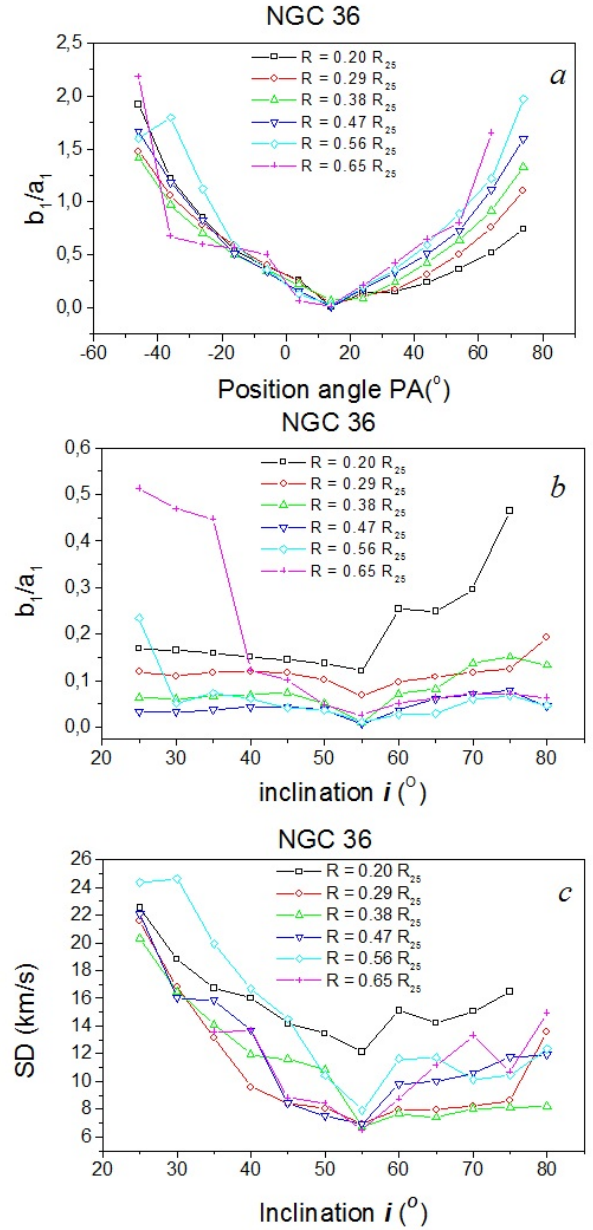 NGC 36
a
R = 0.20 R25
R = 0.29 R25
R = 0.38 R25
R = 0.47 R25
R = 0.56 R25
R = 0.65 R25
2,5
2,0
1,5
1,0
0,5
0,0
b1/a1
-60 -40 -20 0 20 40 60 80
Position angle PA(°)
NGC 36
b
R = 0.20 R25
R = 0.29 R25
R = 0.38 R25
R = 0.47 R25
R = 0.56 R25
R = 0.65 R25
0,6
0,5
0,4
0,3
0,2
0,1
0,0
b1/a1
20 30 40 50 60 70 80
inclination i (°)
NGC 36
c
R = 0.20 R25
R = 0.29 R25
R = 0.38 R25
R = 0.47 R25
R = 0.56 R25
R = 0.65 R25
26
24
22
20
18
16
14
12
10
8
6
SD (km/s)
20 30 40 50 60 70 80
Inclination i (°)